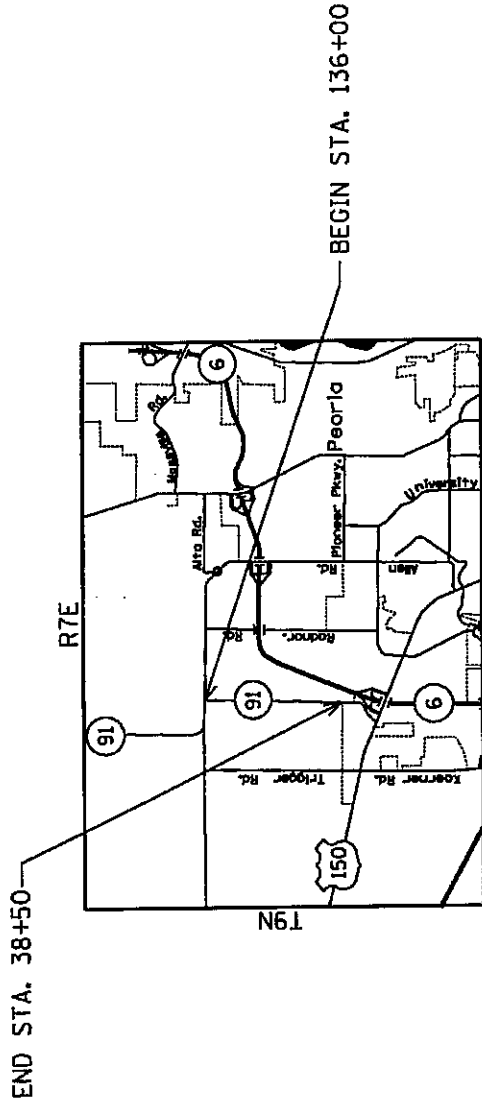 END STA. 38+50
BEGIN STA. 136+00
R7E
T9N
91
6
Alta Rd.
91
Radnor Rd.
Allen Rd.
Pioneer Pkwy.
Peoria
University
Trigger Rd.
Koerner Rd.
150
6